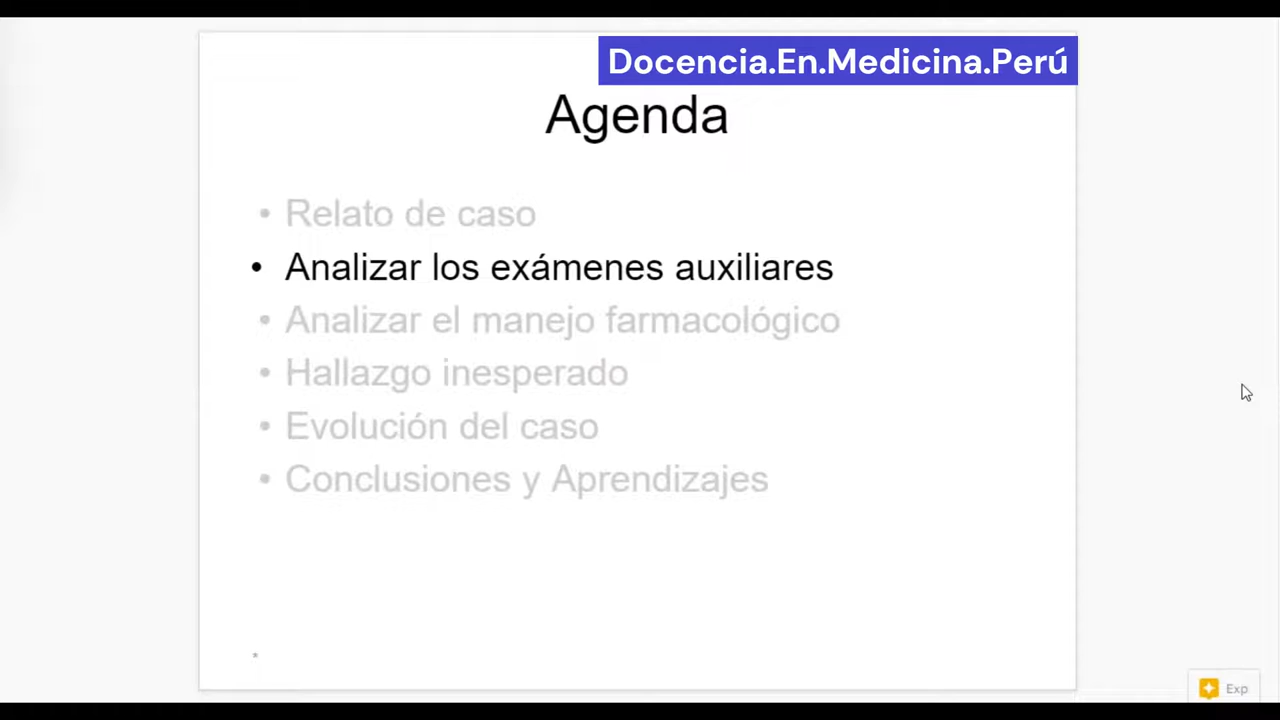 Docencia.En.Medicina.Perú
Agenda
• Relato de caso
• Analizar los exámenes auxiliares
• Analizar el manejo farmacológico
• Hallazgo inesperado
• Evolución del caso
• Conclusiones y Aprendizajes
*
Exp